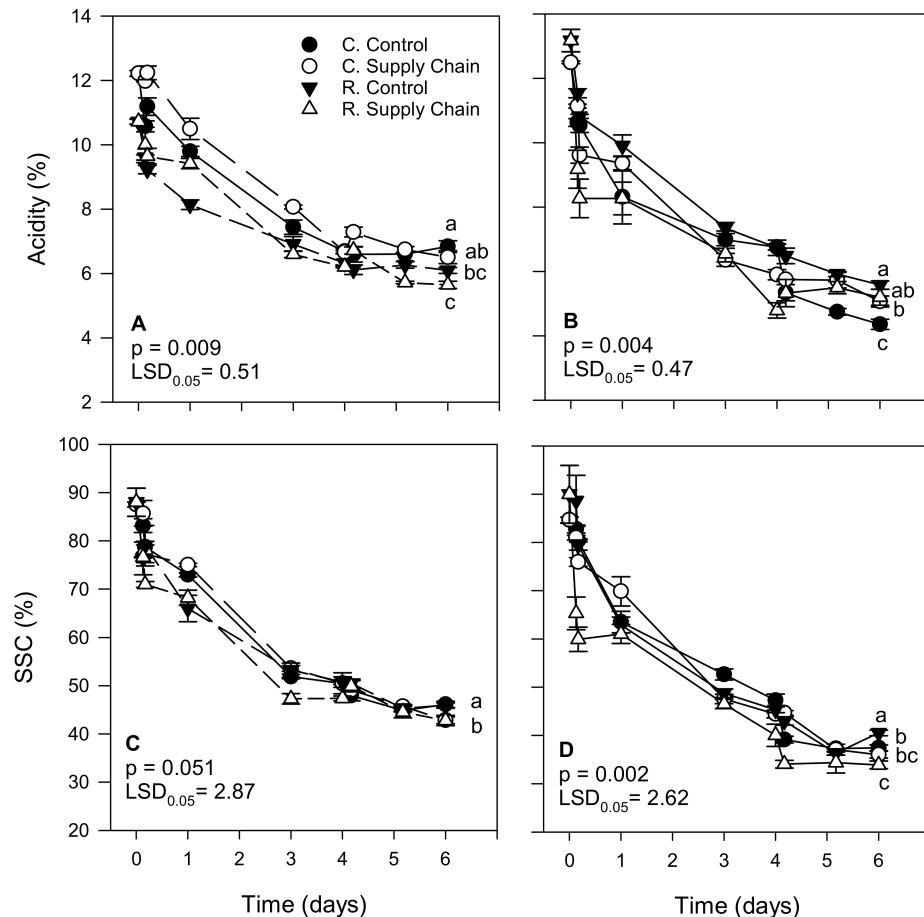 14
12
10
8
6
4
2
Acidity (%)
C. Control
C. Supply Chain
R. Control
R. Supply Chain
a
ab
bc
c
A
p = 0.009
LSD0.05= 0.51
a
ab
b
c
B
p = 0.004
LSD0.05= 0.47
100
90
80
70
60
50
40
30
20
SSC (%)
a
b
C
p = 0.051
LSD0.05= 2.87
0 1 2 3 4 5 6
Time (days)
a
b
bc
c
D
p = 0.002
LSD0.05= 2.62
0 1 2 3 4 5 6
Time (days)